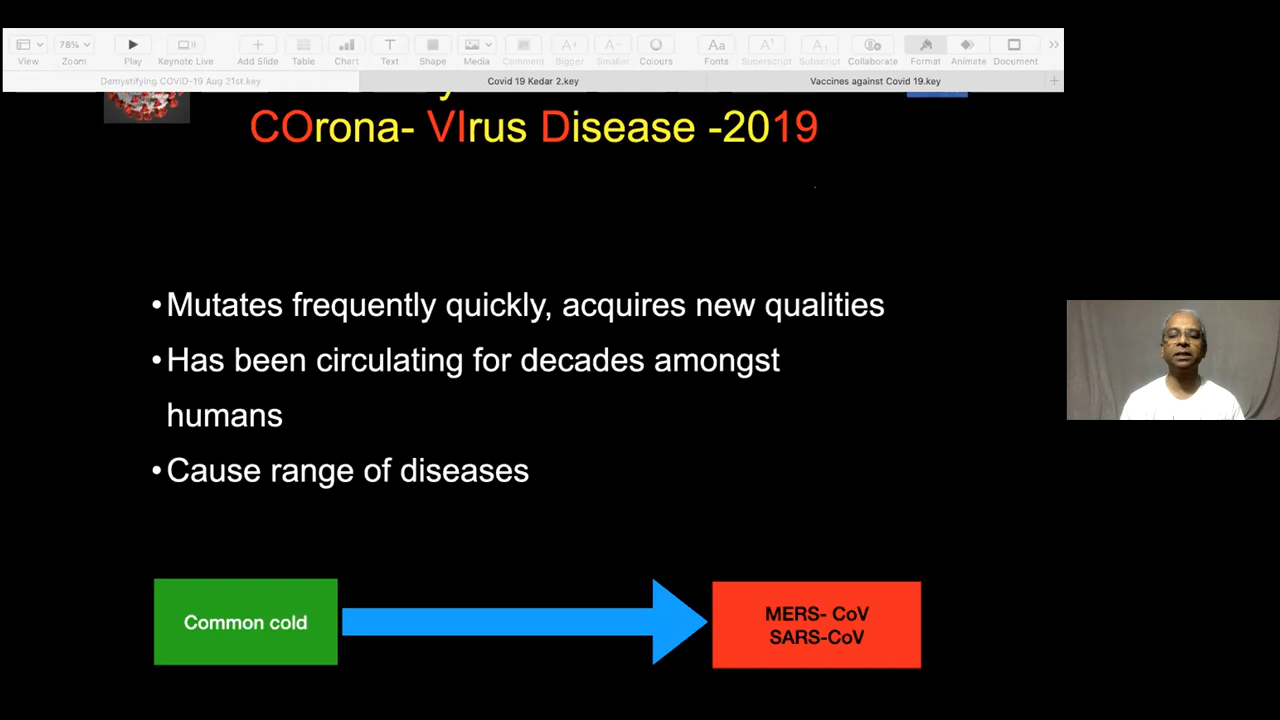 View
78%
Zoom
Play
Keynote Live
Add Slide
Table
Chart
T
Text
Shape
Media
Comment
Bigger
Smaller
Colours
Aa
Fonts
Superscript
Subscript
Collaborate
Format
Animate
Document
Demystifying COVID-19 Aug 21st.key
Covid 19 Kedar 2.key
Vaccines against Covid 19.key
COrona- VIrus Disease -2019
•Mutates frequently quickly, acquires new qualities
•Has been circulating for decades amongst
humans
•Cause range of diseases
Common cold
MERS- CoV
SARS-CoV